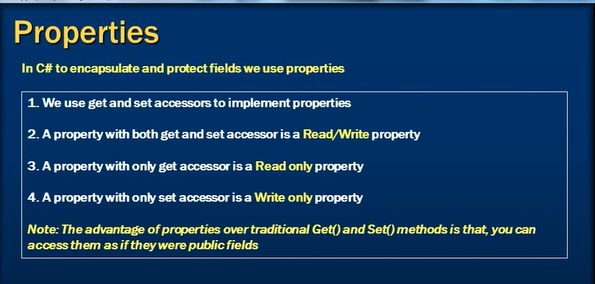 Properties
In C# to encapsulate and protect fields we use properties
1. We use get and set accessors to implement properties
2. A property with both get and set accessor is a Read/Write property
3. A property with only get accessor is a Read only property
4. A property with only set accessor is a Write only property
Note: The advantage of properties over traditional Get() and Set() methods is that, you can
access them as if they were public fields